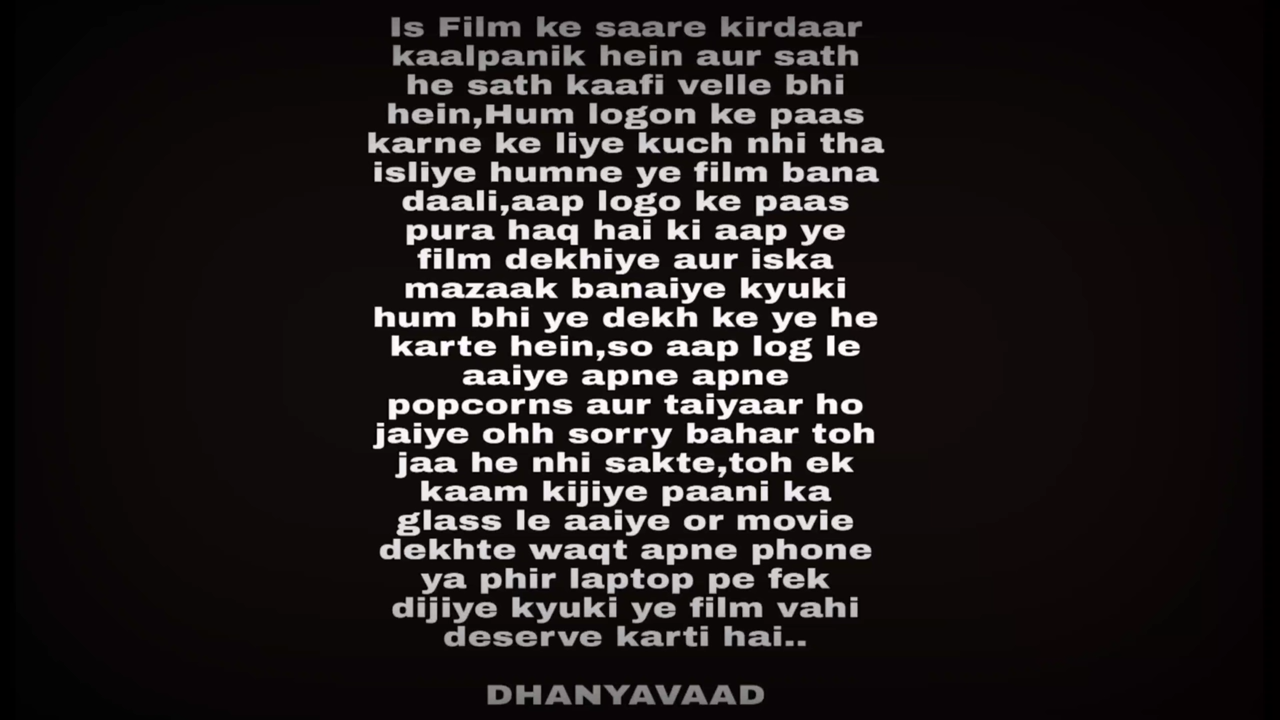 Is Film ke saare kirdaar
kaalpanik hein aur sath
he sath kaafi velle bhi
hein,Hum logon ke paas
karne ke liye kuch nhi tha
isliye humne ye film bana
daali,aap logo ke paas
pura haq hai ki aap ye
film dekhiye aur iska
mazaak banaiye kyuki
hum bhi ye dekh ke ye he
karte hein,so aap log le
aaiye apne apne
popcorns aur taiyaar ho
jaiye ohh sorry bahar toh
jaa he nhi sakte,toh ek
kaam kijiye paani ka
glass le aaiye or movie
dekhte waqt apne phone
ya phir laptop pe fek
dijiye kyuki ye film vahi
deserve karti hai..
DHANYAVAAD